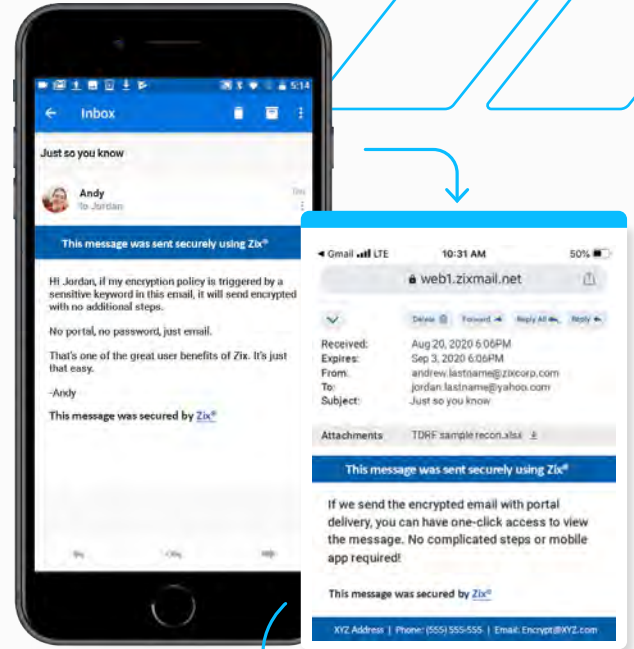 5:14
Inbox
Just so you know
Andy
to Jordan
This message was sent securely using Zix®
Hi Jordan, if my encryption policy is triggered by a
sensitive keyword in this email, it will send encrypted
with no additional steps.
No portal, no password, just email.
That's one of the great user benefits of Zix. It's just
that easy.
-Andy
This message was secured by Zix®
Gmail LTE 10:31 AM 50%
web1.zixmail.net
Delete Forward Reply All Reply
Received: Aug 20, 2020 6:06PM
Expires: Sep 3, 2020 6:06PM
From: andrew.lastname@zixcorp.com
To: jordan.lastname@yahoo.com
Subject: Just so you know
Attachments TDRF sample recon.xlsx
This message was sent securely using Zix®
If we send the encrypted email with portal
delivery, you can have one-click access to view
the message. No complicated steps or mobile
app required!
This message was secured by Zix®
XYZ Address | Phone: (555) 555-555 | Email: Encrypt@XYZ.com